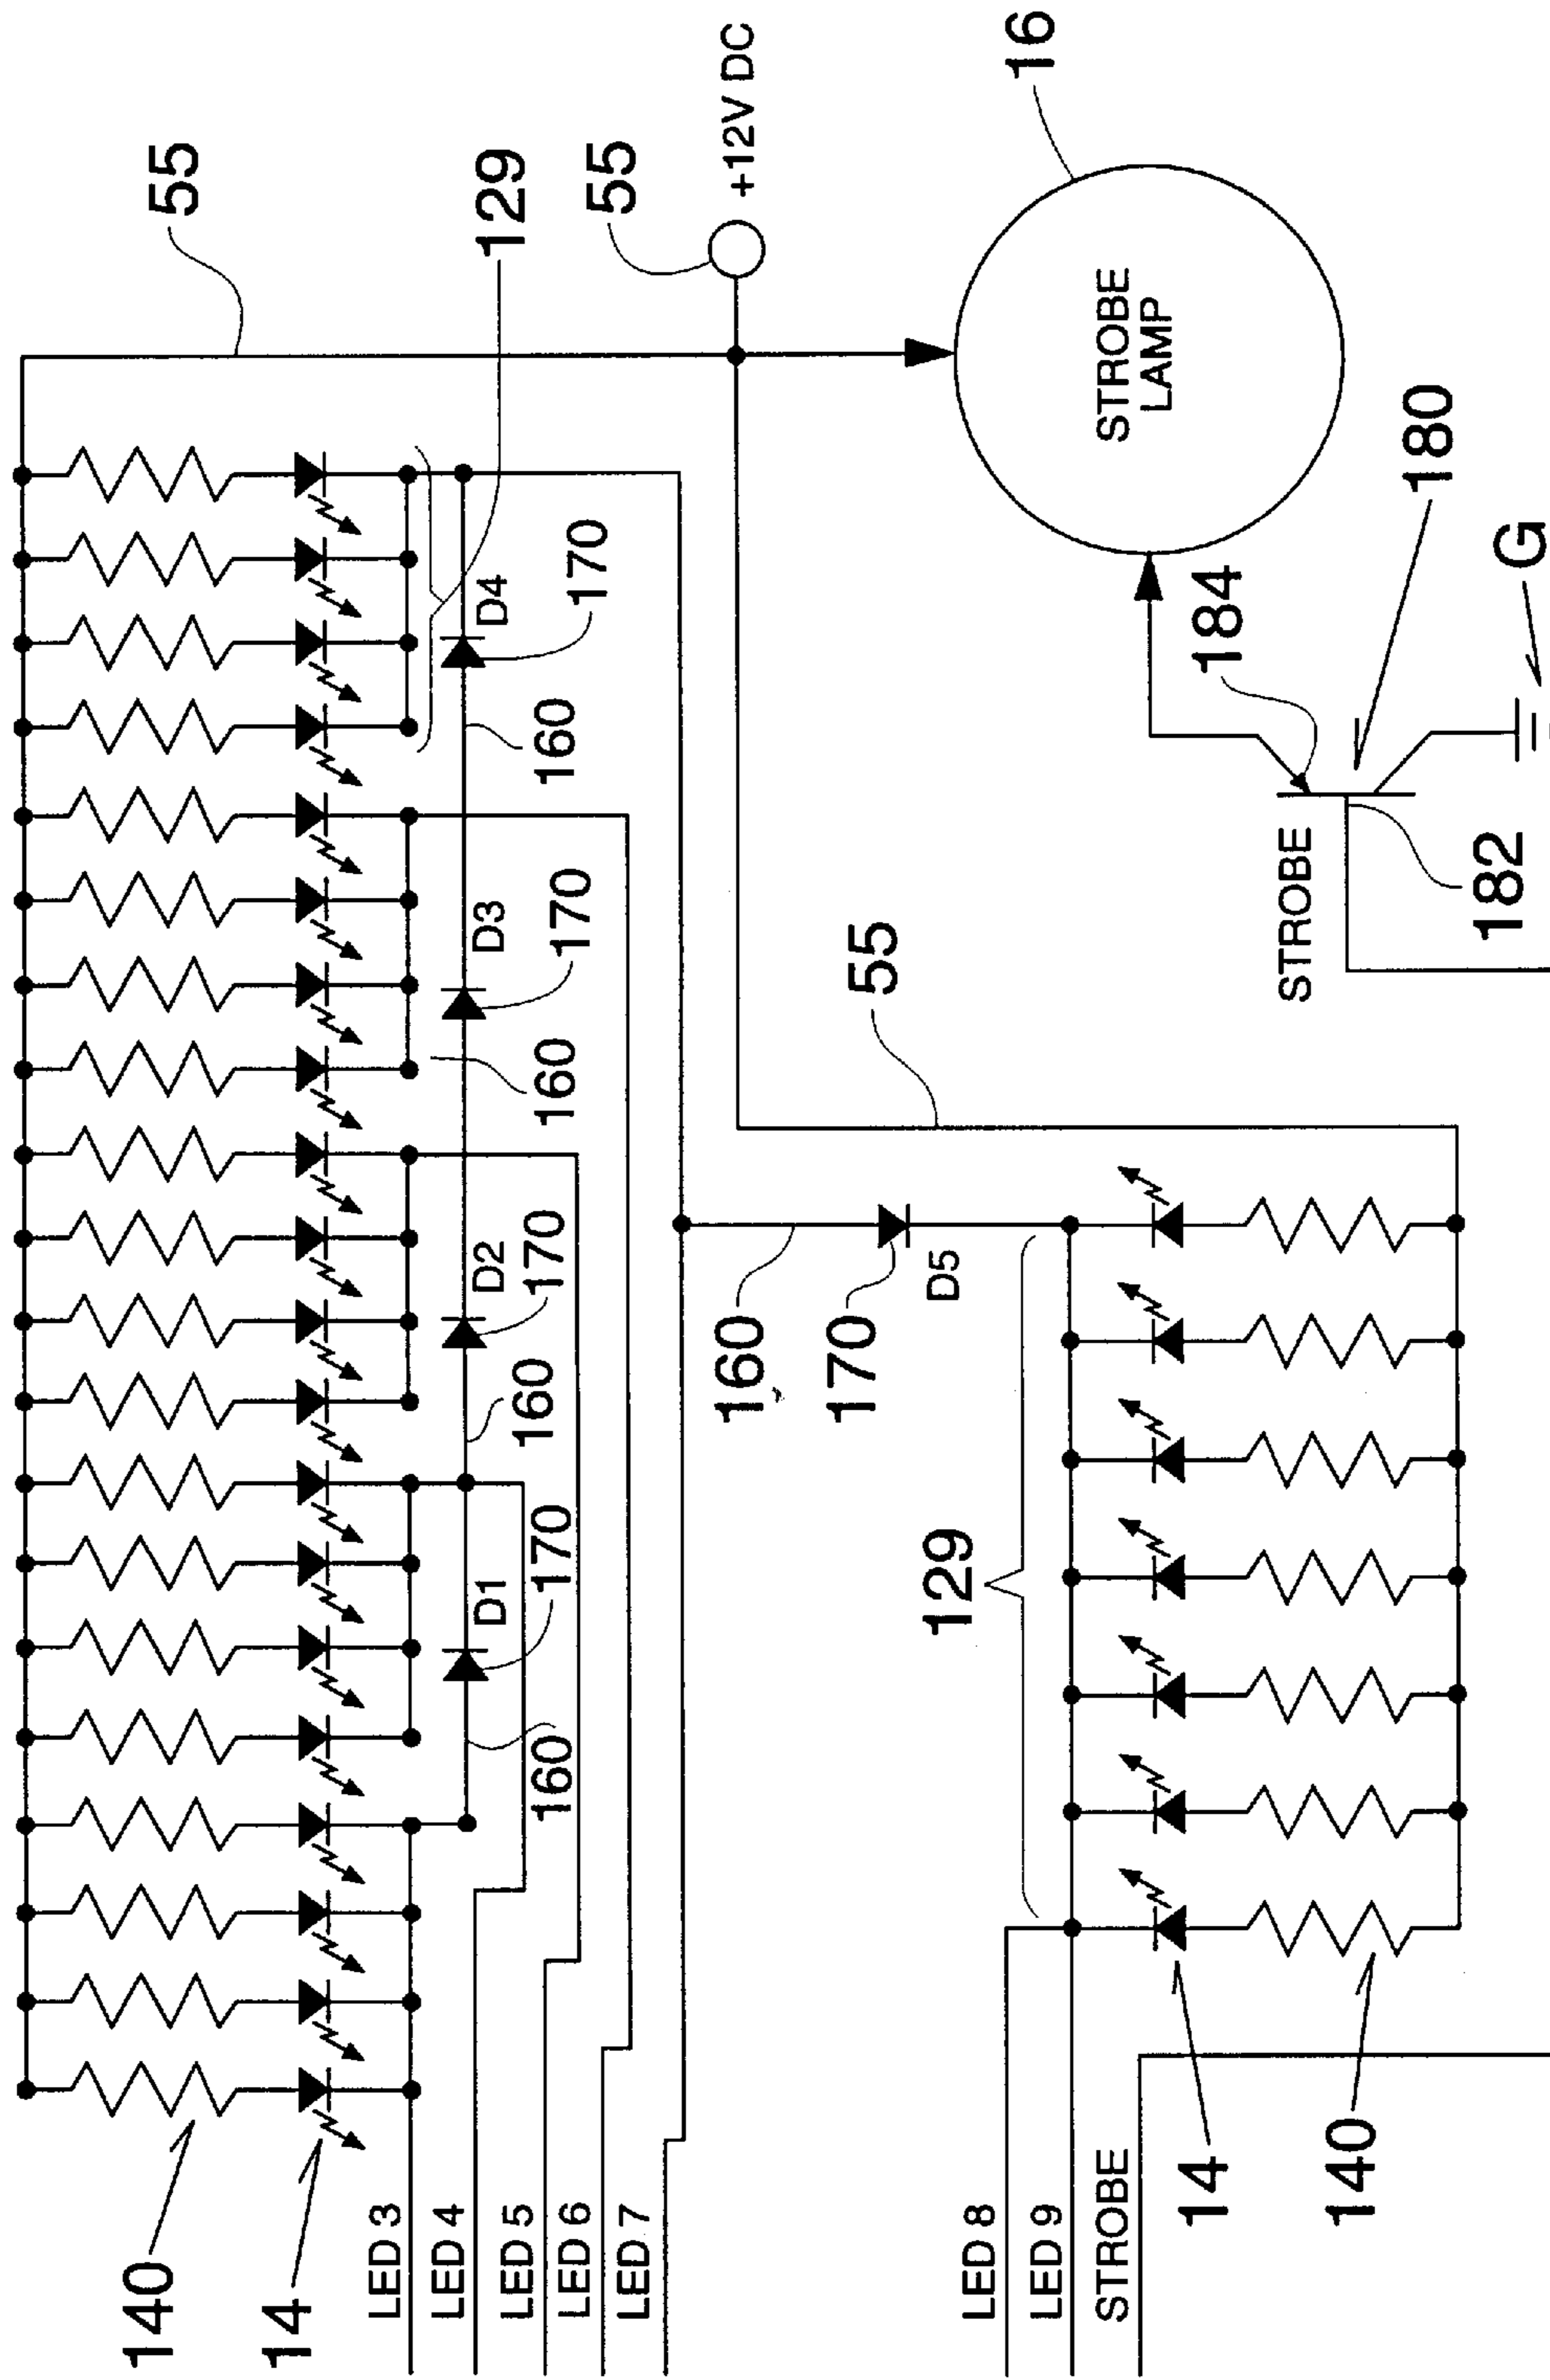 140
14
LED 3
LED 4
LED 5
LED 6
LED 7
55
129
55
+12V DC
16
STROBE
LAMP
D1
170
160
D2
170
160
D3
170
160
D4
170
160
160
170
D5
55
129
LED 8
LED 9
STROBE
14
140
STROBE
182
184
180
G